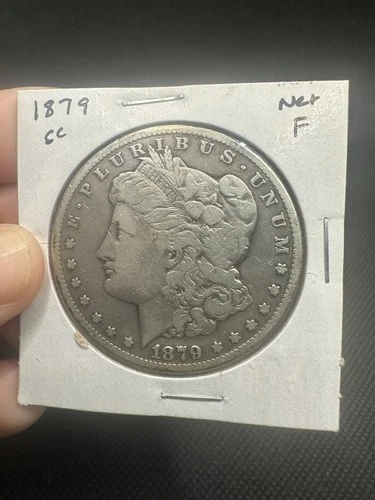 1879
cc
Net
F
E · PLURIBUS · UNUM
LIBERTY
1879